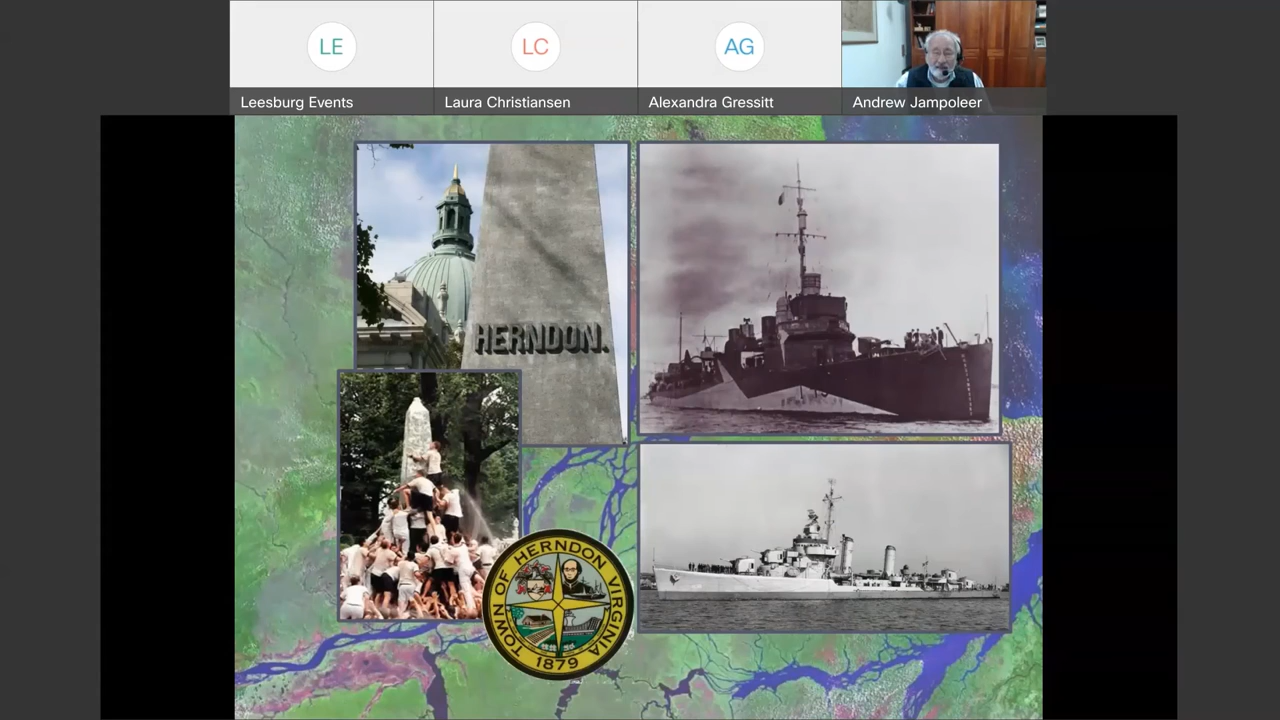 LE
LC
AG
Leesburg Events
Laura Christiansen
Alexandra Gressitt
Andrew Jampoleer
HERNDON.
TOWN OF HERNDON VIRGINIA
1879